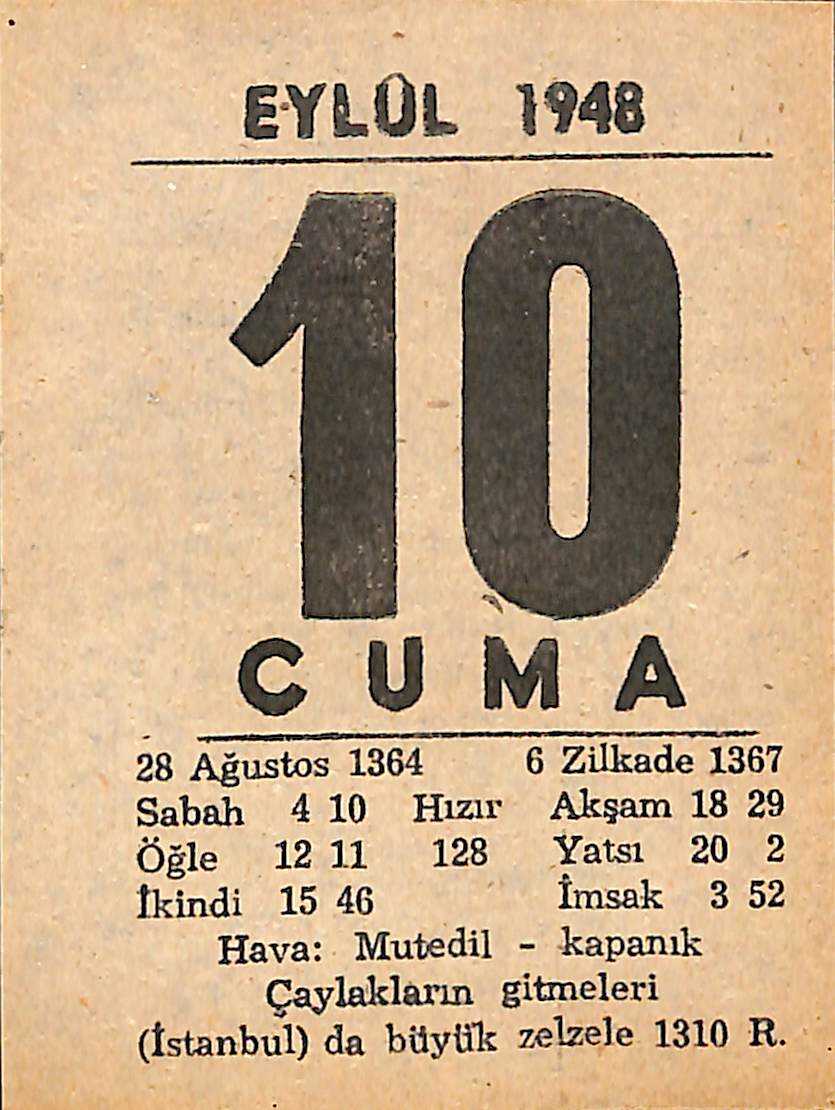 EYLÜL 1948
10
CUMA
28 Ağustos 1364 6 Zilkade 1367
Sabah 4 10 Hızır Akşam 18 29
Öğle 12 11 128 Yatsı 20 2
İkindi 15 46 İmsak 3 52
Hava: Mutedil - kapanık
Çaylakların gitmeleri
(İstanbul) da büyük zelzele 1310 R.